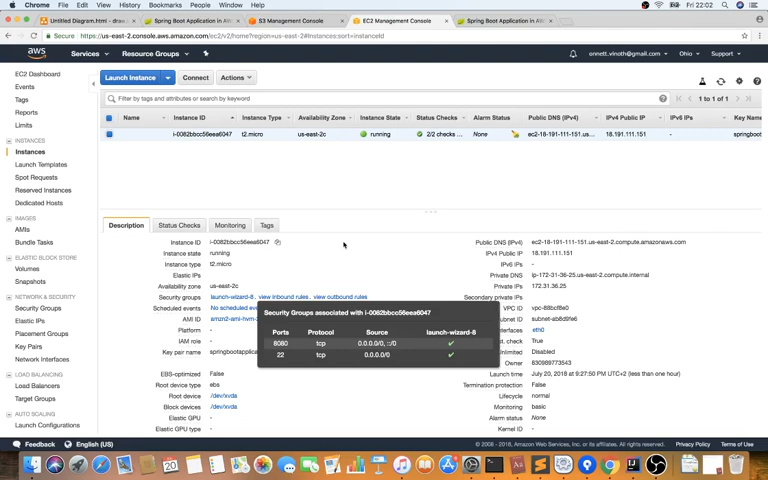 Chrome File Edit View History Bookmarks People Window Help Fri 22:02
Untitled Diagram.html - draw. Spring Boot Application in AW S3 Management Console EC2 Management Console Spring Boot Application in AW
Secure https://us-east-2.console.aws.amazon.com/ec2/v2/home?region=us-east-2#Instances:sort=instanceId
aws Services Resource Groups onnett.vinoth@gmail.com Ohio Support
EC2 Dashboard
Events
Tags
Reports
Limits
INSTANCES
Instances
Launch Templates
Spot Requests
Reserved Instances
Dedicated Hosts
IMAGES
AMIs
Bundle Tasks
ELASTIC BLOCK STORE
Volumes
Snapshots
NETWORK & SECURITY
Security Groups
Elastic IPs
Placement Groups
Key Pairs
Network Interfaces
LOAD BALANCING
Load Balancers
Target Groups
AUTO SCALING
Launch Configurations
Launch Instance Connect Actions
Filter by tags and attributes or search by keyword 1 to 1 of 1
Name Instance ID Instance Type Availability Zone Instance State Status Checks Alarm Status Public DNS (IPv4) IPv4 Public IP IPv6 IPs Key Name
i-0082bbcc56eea6047 t2.micro us-east-2c running 2/2 checks ... None ec2-18-191-111-151.us... 18.191.111.151 - springboot
Description Status Checks Monitoring Tags
Instance ID i-0082bbcc56eea6047
Instance state running
Instance type t2.micro
Elastic IPs
Availability zone us-east-2c
Security groups launch-wizard-8. view inbound rules. view outbound rules
Scheduled events No scheduled eve
AMI ID amzn2-ami-hvm-
Platform -
IAM role -
Key pair name springbootapplica
EBS-optimized False
Root device type ebs
Root device /dev/xvda
Block devices /dev/xvda
Elastic GPU -
Elastic GPU type -
Public DNS (IPv4) ec2-18-191-111-151.us-east-2.compute.amazonaws.com
IPv4 Public IP 18.191.111.151
IPv6 IPs -
Private DNS ip-172-31-36-25.us-east-2.compute.internal
Private IPs 172.31.36.25
Secondary private IPs
VPC ID vpc-88bcf8e0
subnet ID subnet-ab6d9fe6
interfaces eth0
st. check True
Unlimited Disabled
Owner 630989773543
Launch time July 20, 2018 at 9:27:50 PM UTC+2 (less than one hour)
Termination protection False
Lifecycle normal
Monitoring basic
Alarm status None
Kernel ID -
Security Groups associated with i-0082bbcc56eea6047
Ports Protocol Source launch-wizard-8
8080 tcp 0.0.0.0/0, ::/0 ✔
22 tcp 0.0.0.0/0 ✔
Feedback English (US) © 2008 - 2018, Amazon Web Services, Inc. or its affiliates. All rights reserved. Privacy Policy Terms of Use